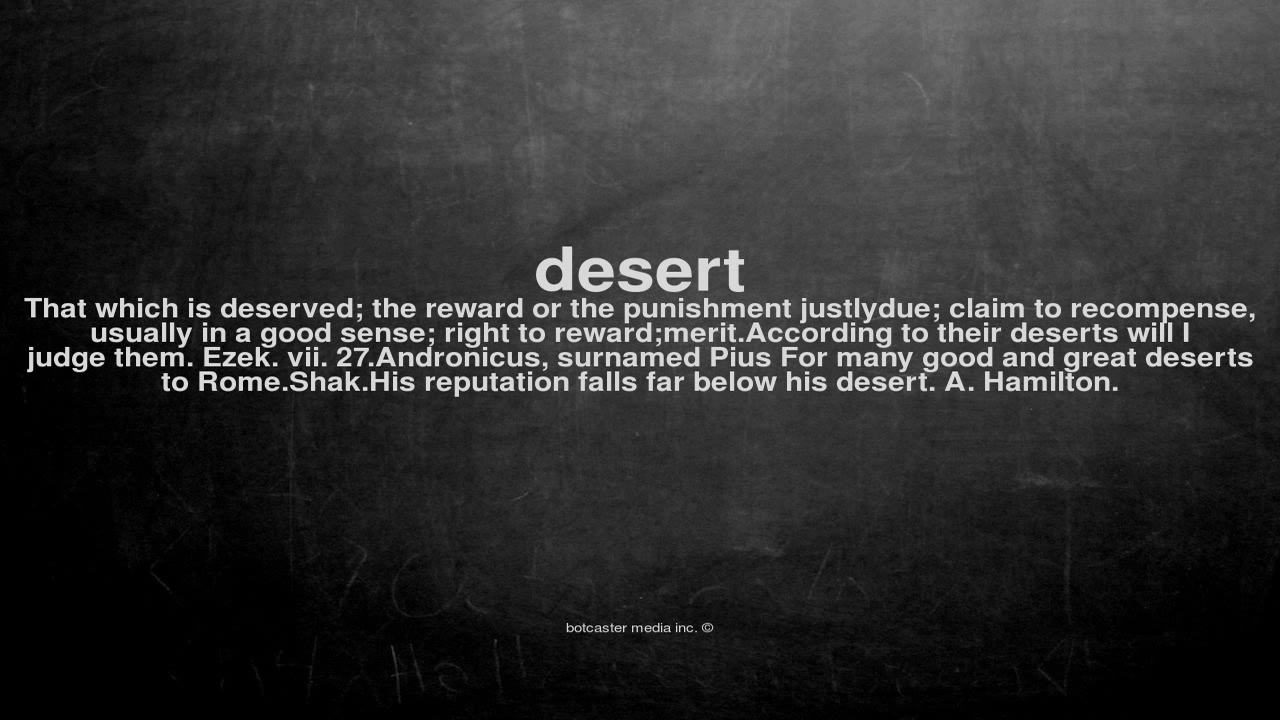 desert
That which is deserved; the reward or the punishment justlydue; claim to recompense,
usually in a good sense; right to reward;merit.According to their deserts will I
judge them. Ezek. vii. 27.Andronicus, surnamed Pius For many good and great deserts
to Rome.Shak.His reputation falls far below his desert. A. Hamilton.
botcaster media inc. ©